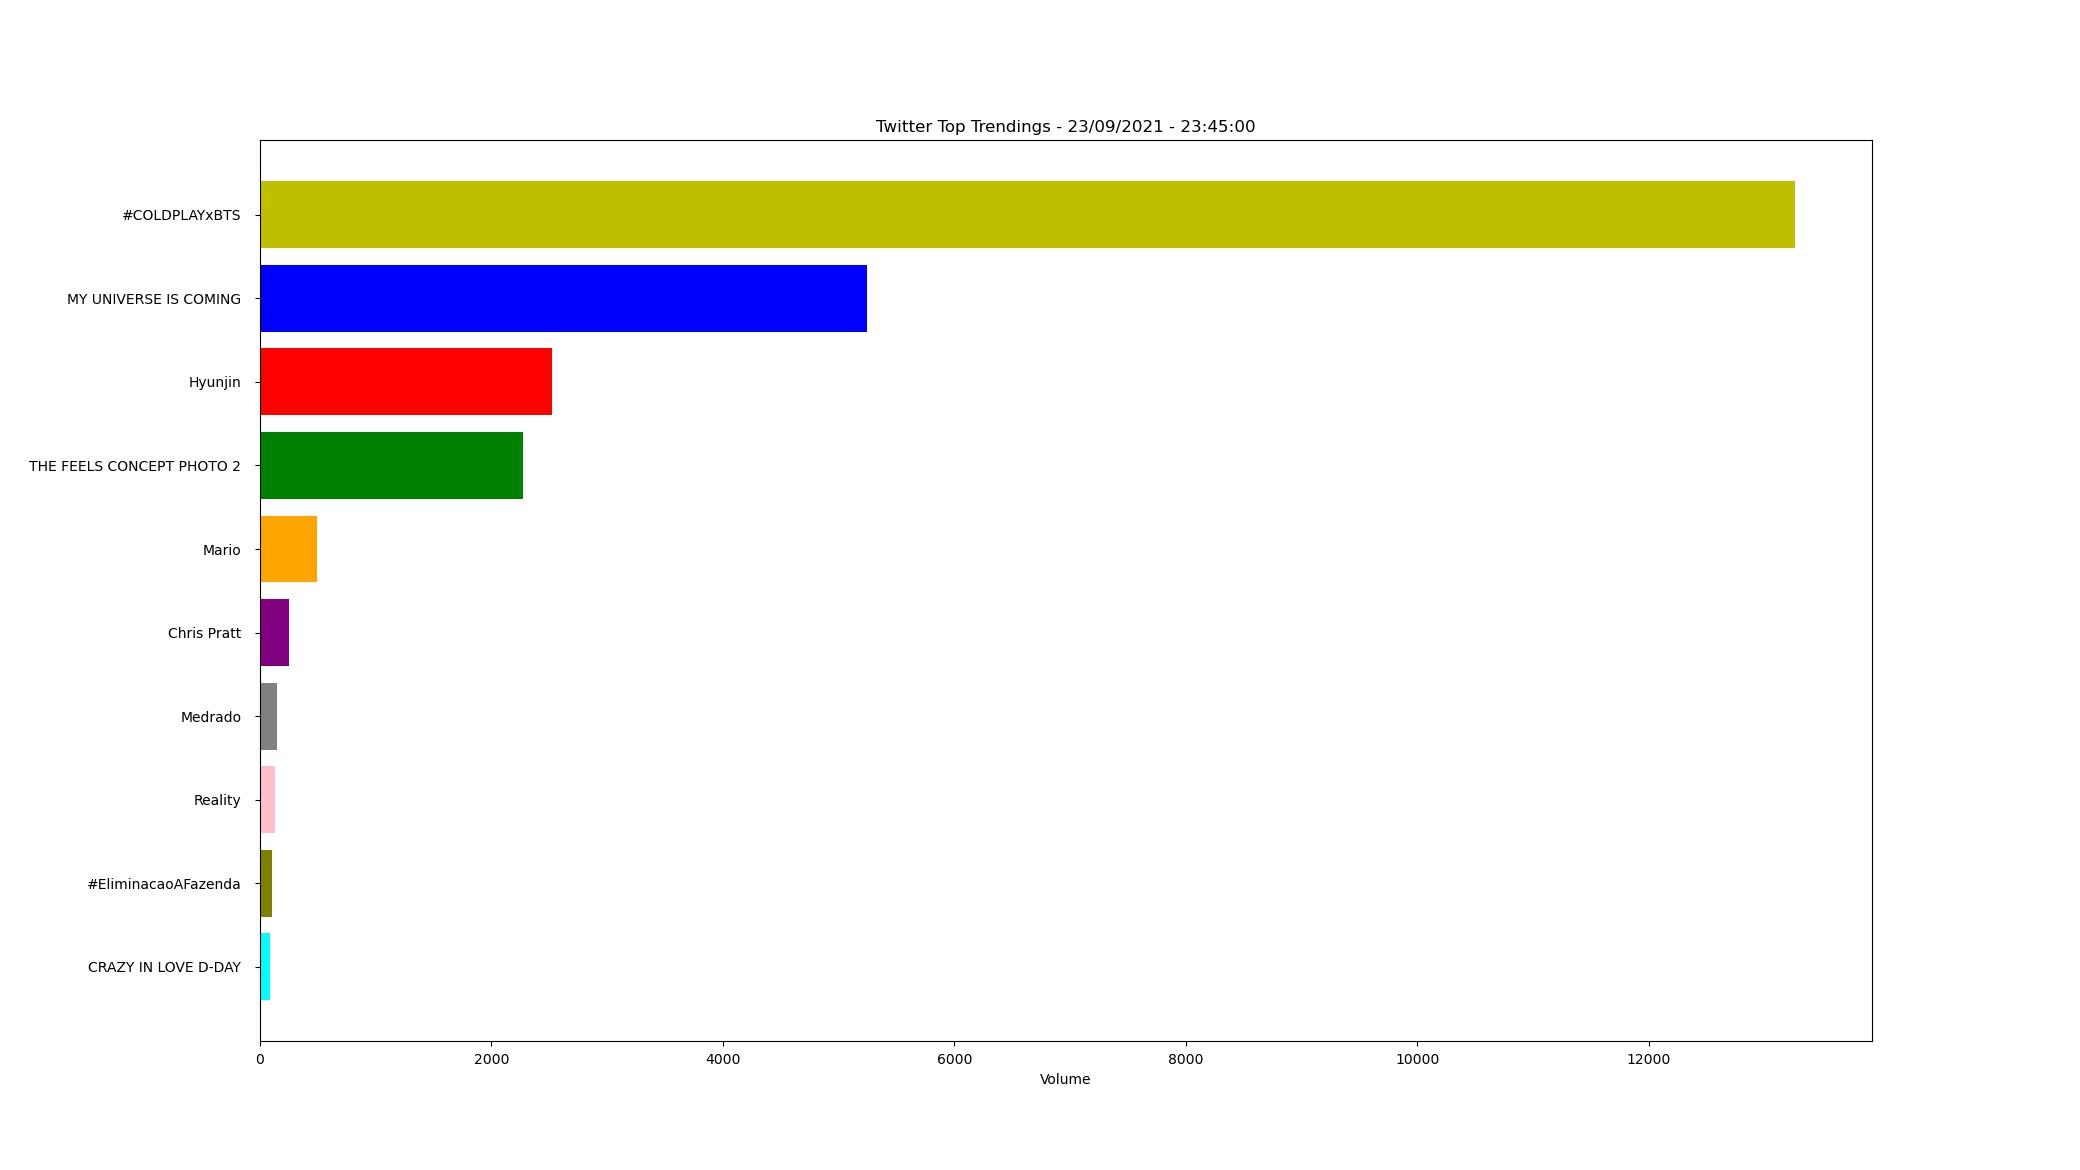 Twitter Top Trendings - 23/09/2021 - 23:45:00
#COLDPLAYxBTS
MY UNIVERSE IS COMING
Hyunjin
THE FEELS CONCEPT PHOTO 2
Mario
Chris Pratt
Medrado
Reality
#EliminacaoAFazenda
CRAZY IN LOVE D-DAY
0 2000 4000 6000 8000 10000 12000
Volume